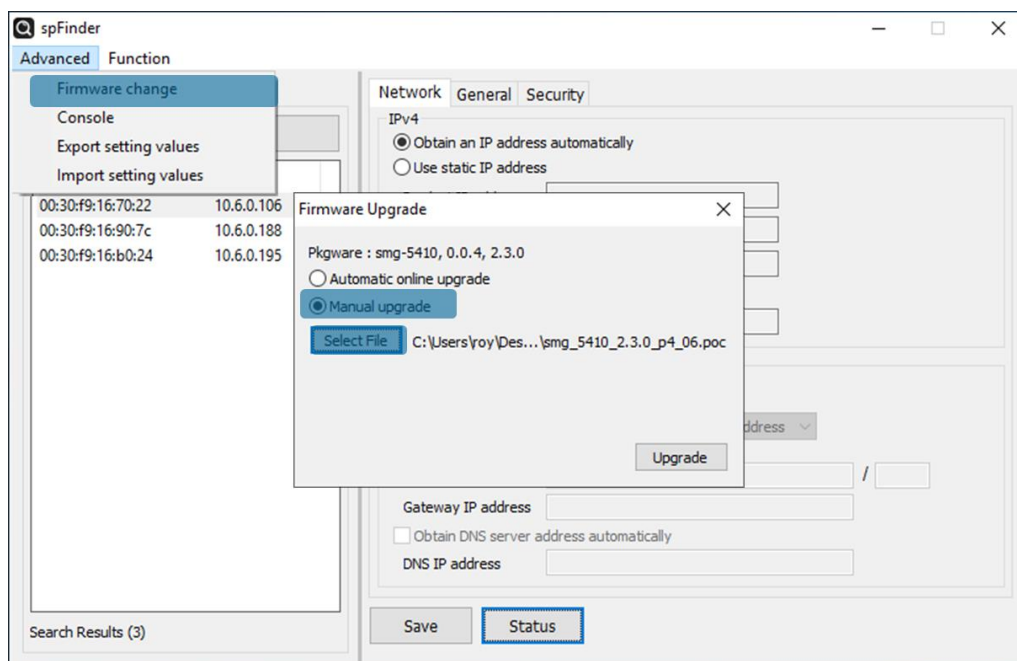 spFinder
Advanced Function
Firmware change
Console
Export setting values
Import setting values
00:30:f9:16:70:22 10.6.0.106
00:30:f9:16:90:7c 10.6.0.188
00:30:f9:16:b0:24 10.6.0.195
Search Results (3)
Network General Security
IPv4
Obtain an IP address automatically
Use static IP address
Firmware Upgrade
Pkgware : smg-5410, 0.0.4, 2.3.0
Automatic online upgrade
Manual upgrade
Select File C:\Users\roy\Des...\smg_5410_2.3.0_p4_06.poc
Upgrade
ddress
/
Gateway IP address
Obtain DNS server address automatically
DNS IP address
Save Status